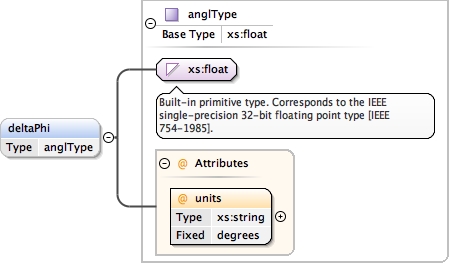 anglType
Base Type xs:float
xs:float
Built-in primitive type. Corresponds to the IEEE
single-precision 32-bit floating point type [IEEE
754-1985].
deltaPhi
Type anglType
@ Attributes
@ units
Type xs:string
Fixed degrees